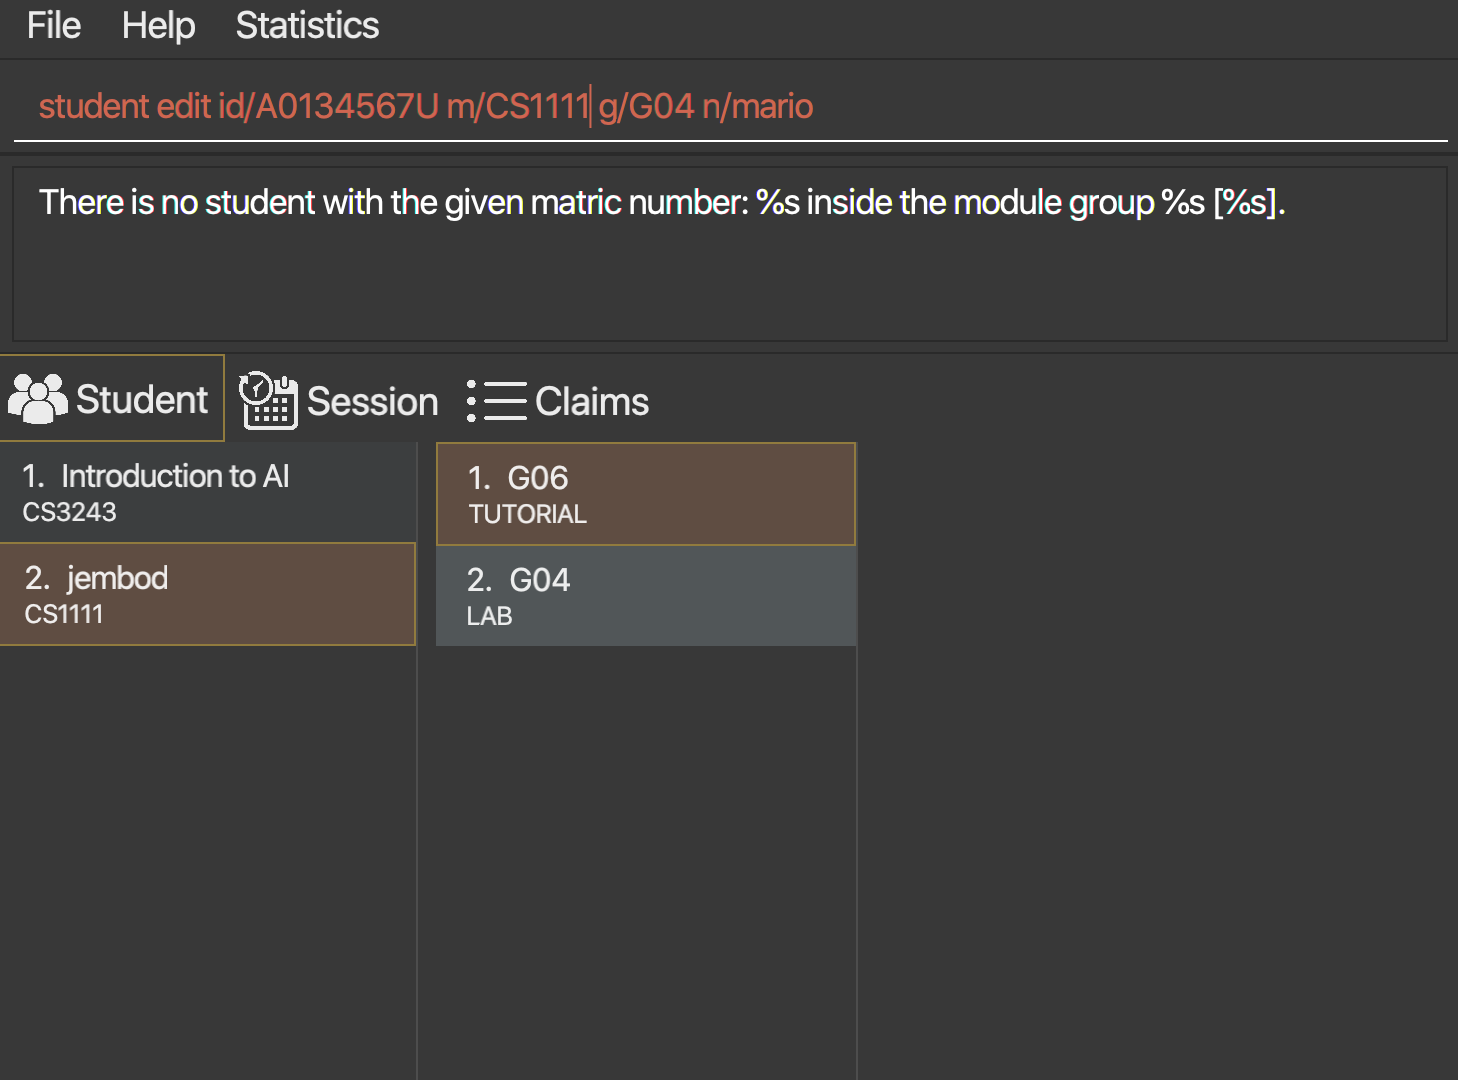 File Help Statistics
student edit id/A0134567U m/CS1111 g/G04 n/mario
There is no student with the given matric number: %s inside the module group %s [%s].
Student Session Claims
1. Introduction to AI
CS3243
2. jembod
CS1111
1. G06
TUTORIAL
2. G04
LAB